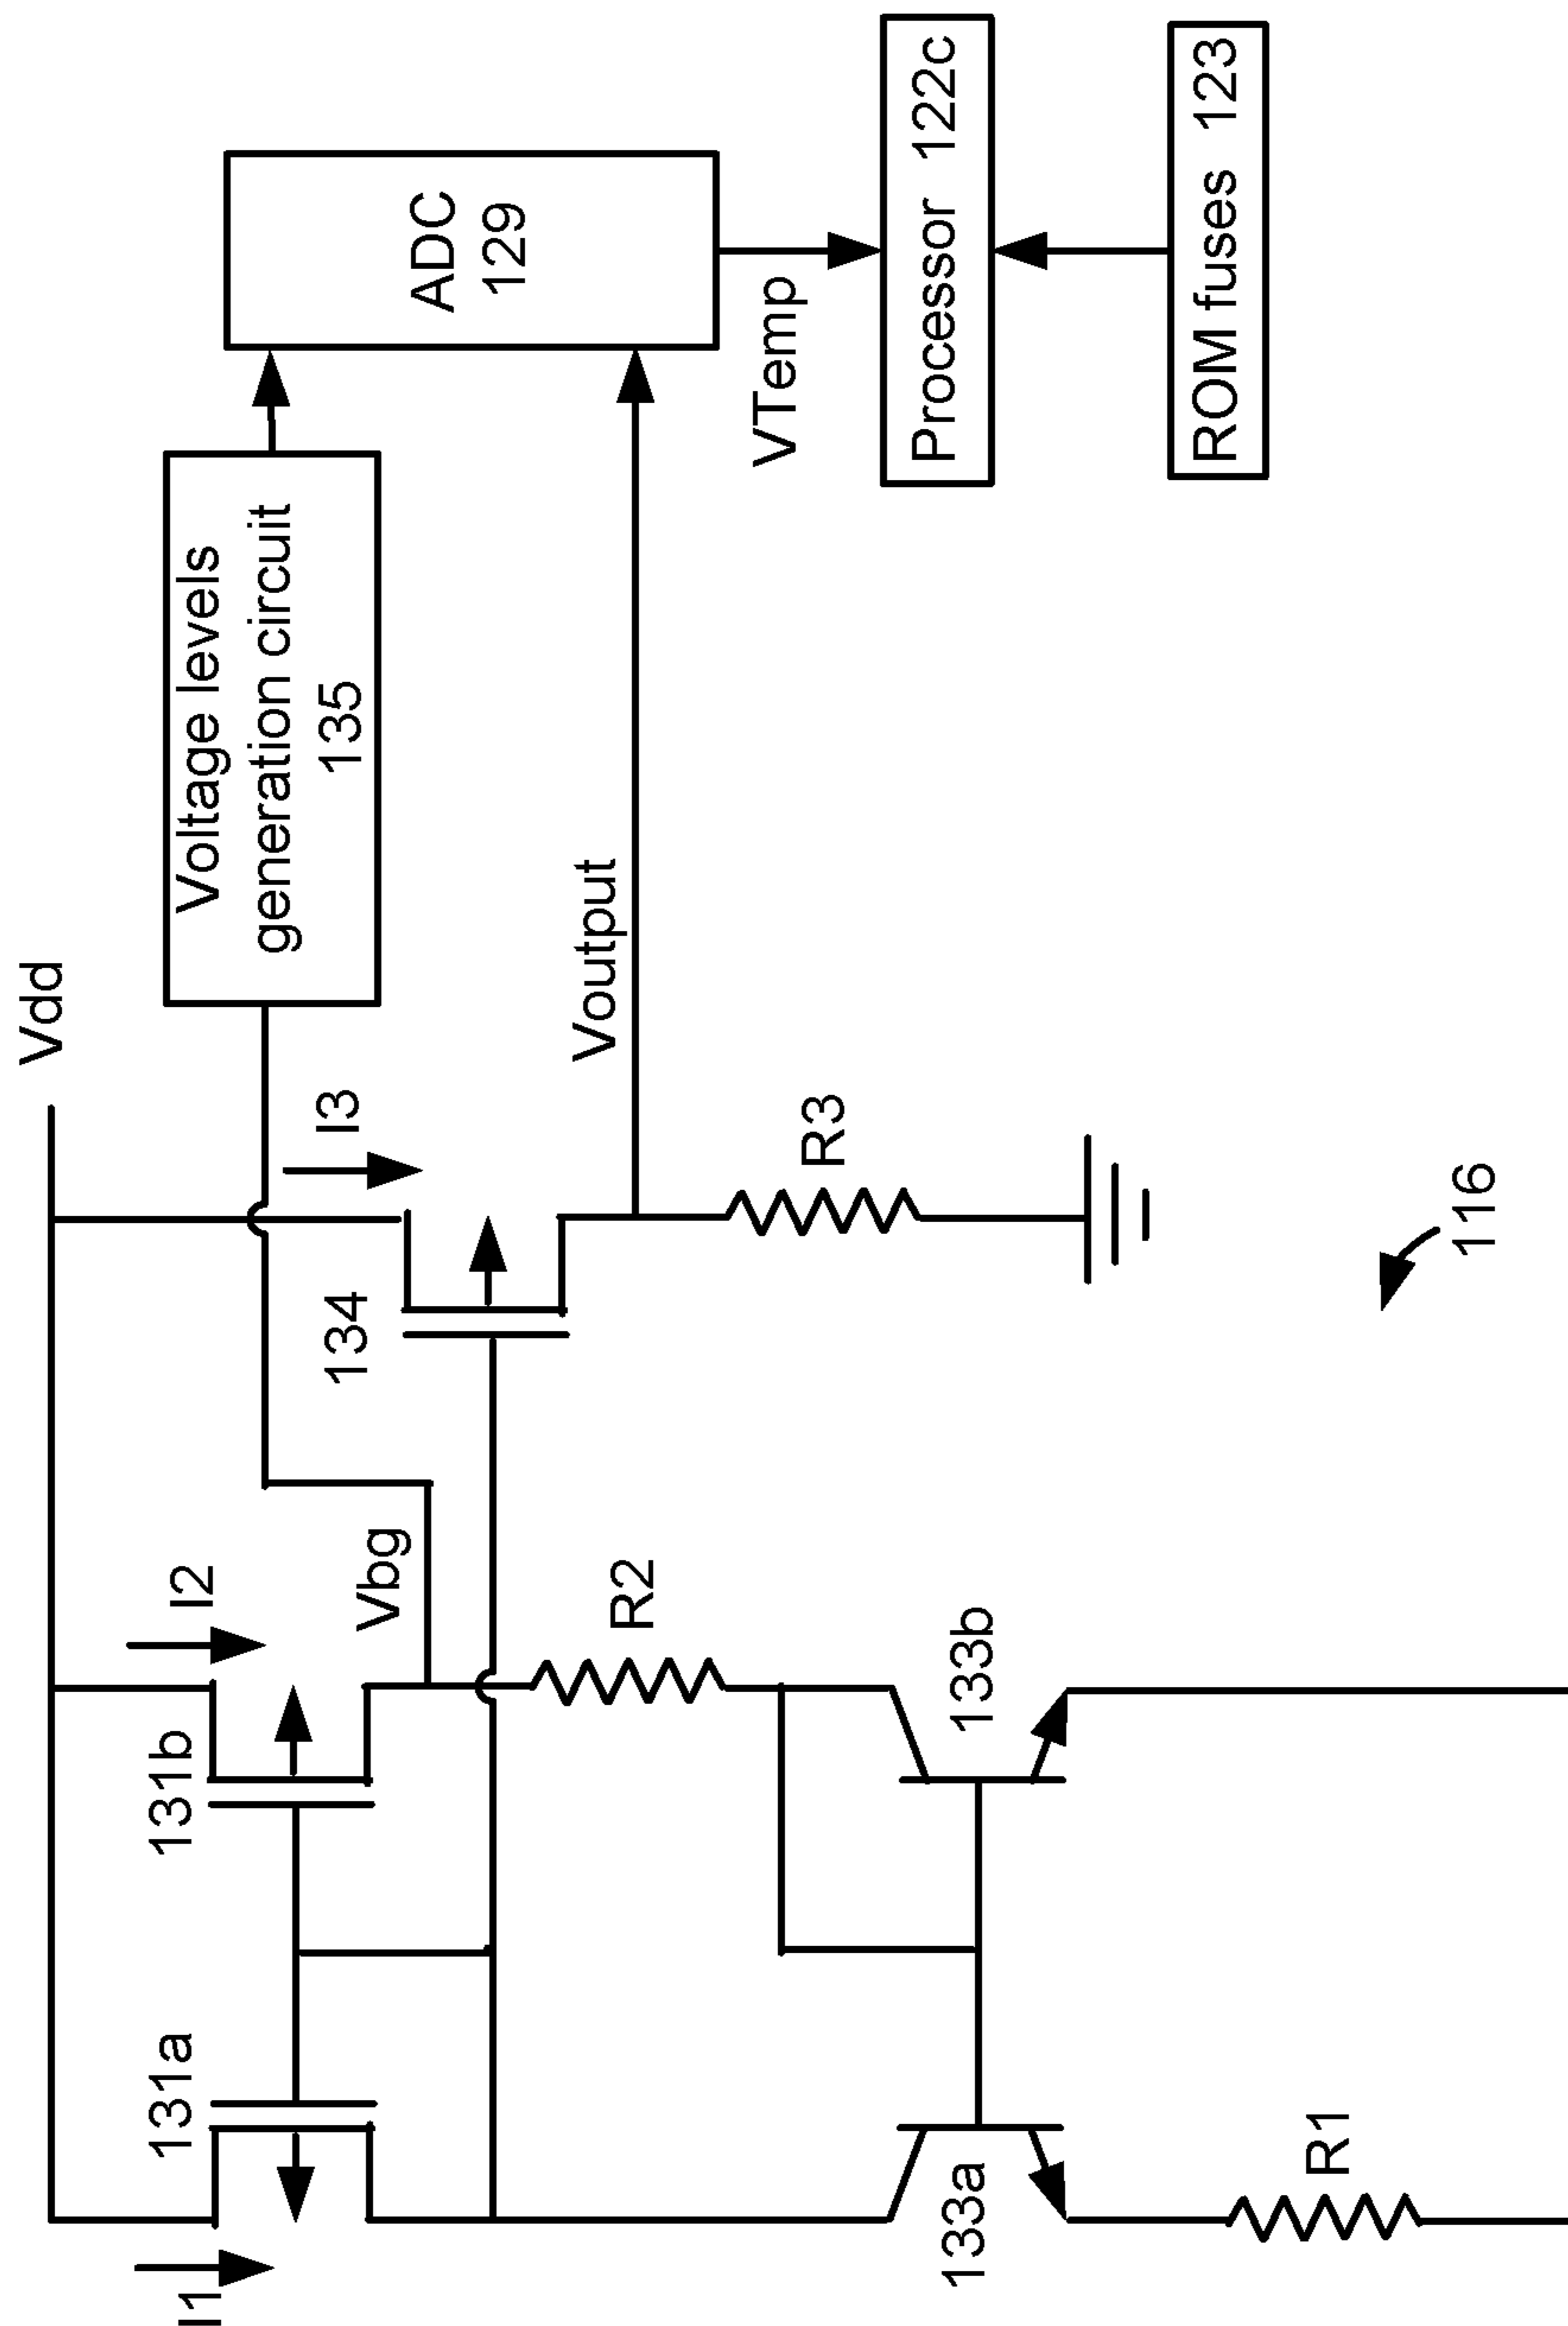 Vdd
I1
131a
131b
I2
Vbg
134
I3
Voltage levels
generation circuit
135
ADC
129
Voutput
VTemp
R2
R3
Processor 122c
ROM fuses 123
133a
133b
R1
116